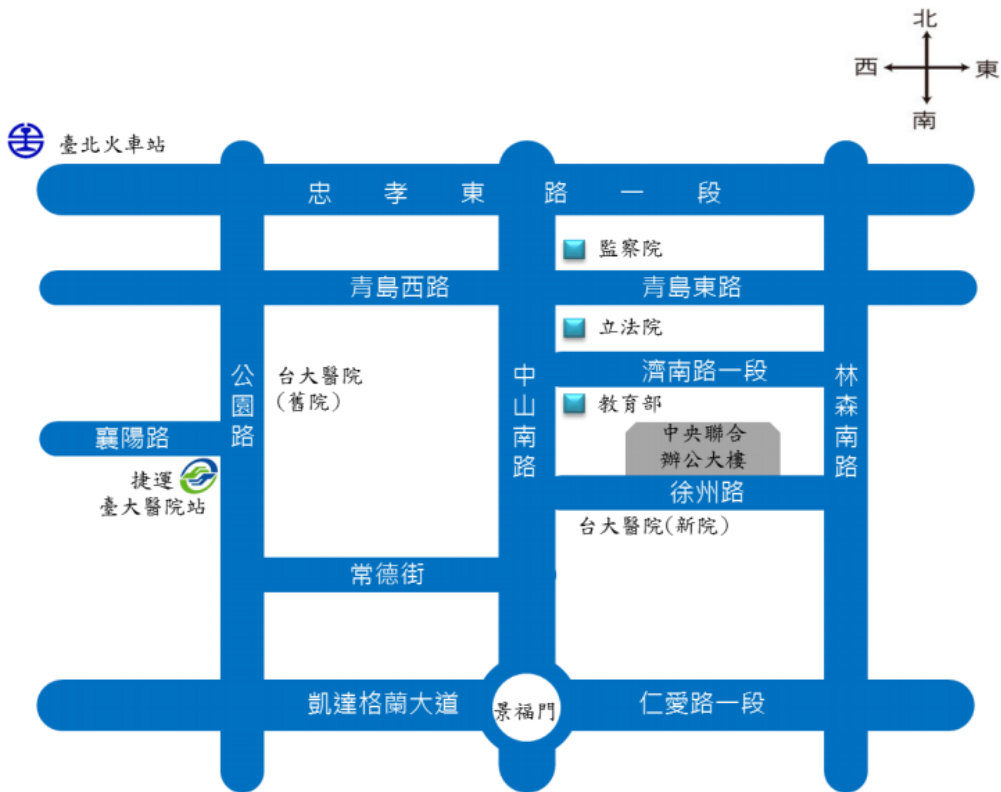 北
西 東
南
臺北火車站
忠孝東路一段
監察院
青島西路
青島東路
立法院
公園路
台大醫院
(舊院)
中山南路
濟南路一段
林森南路
教育部
襄陽路
中央聯合
辦公大樓
捷運
臺大醫院站
徐州路
台大醫院(新院)
常德街
凱達格蘭大道
景福門
仁愛路一段